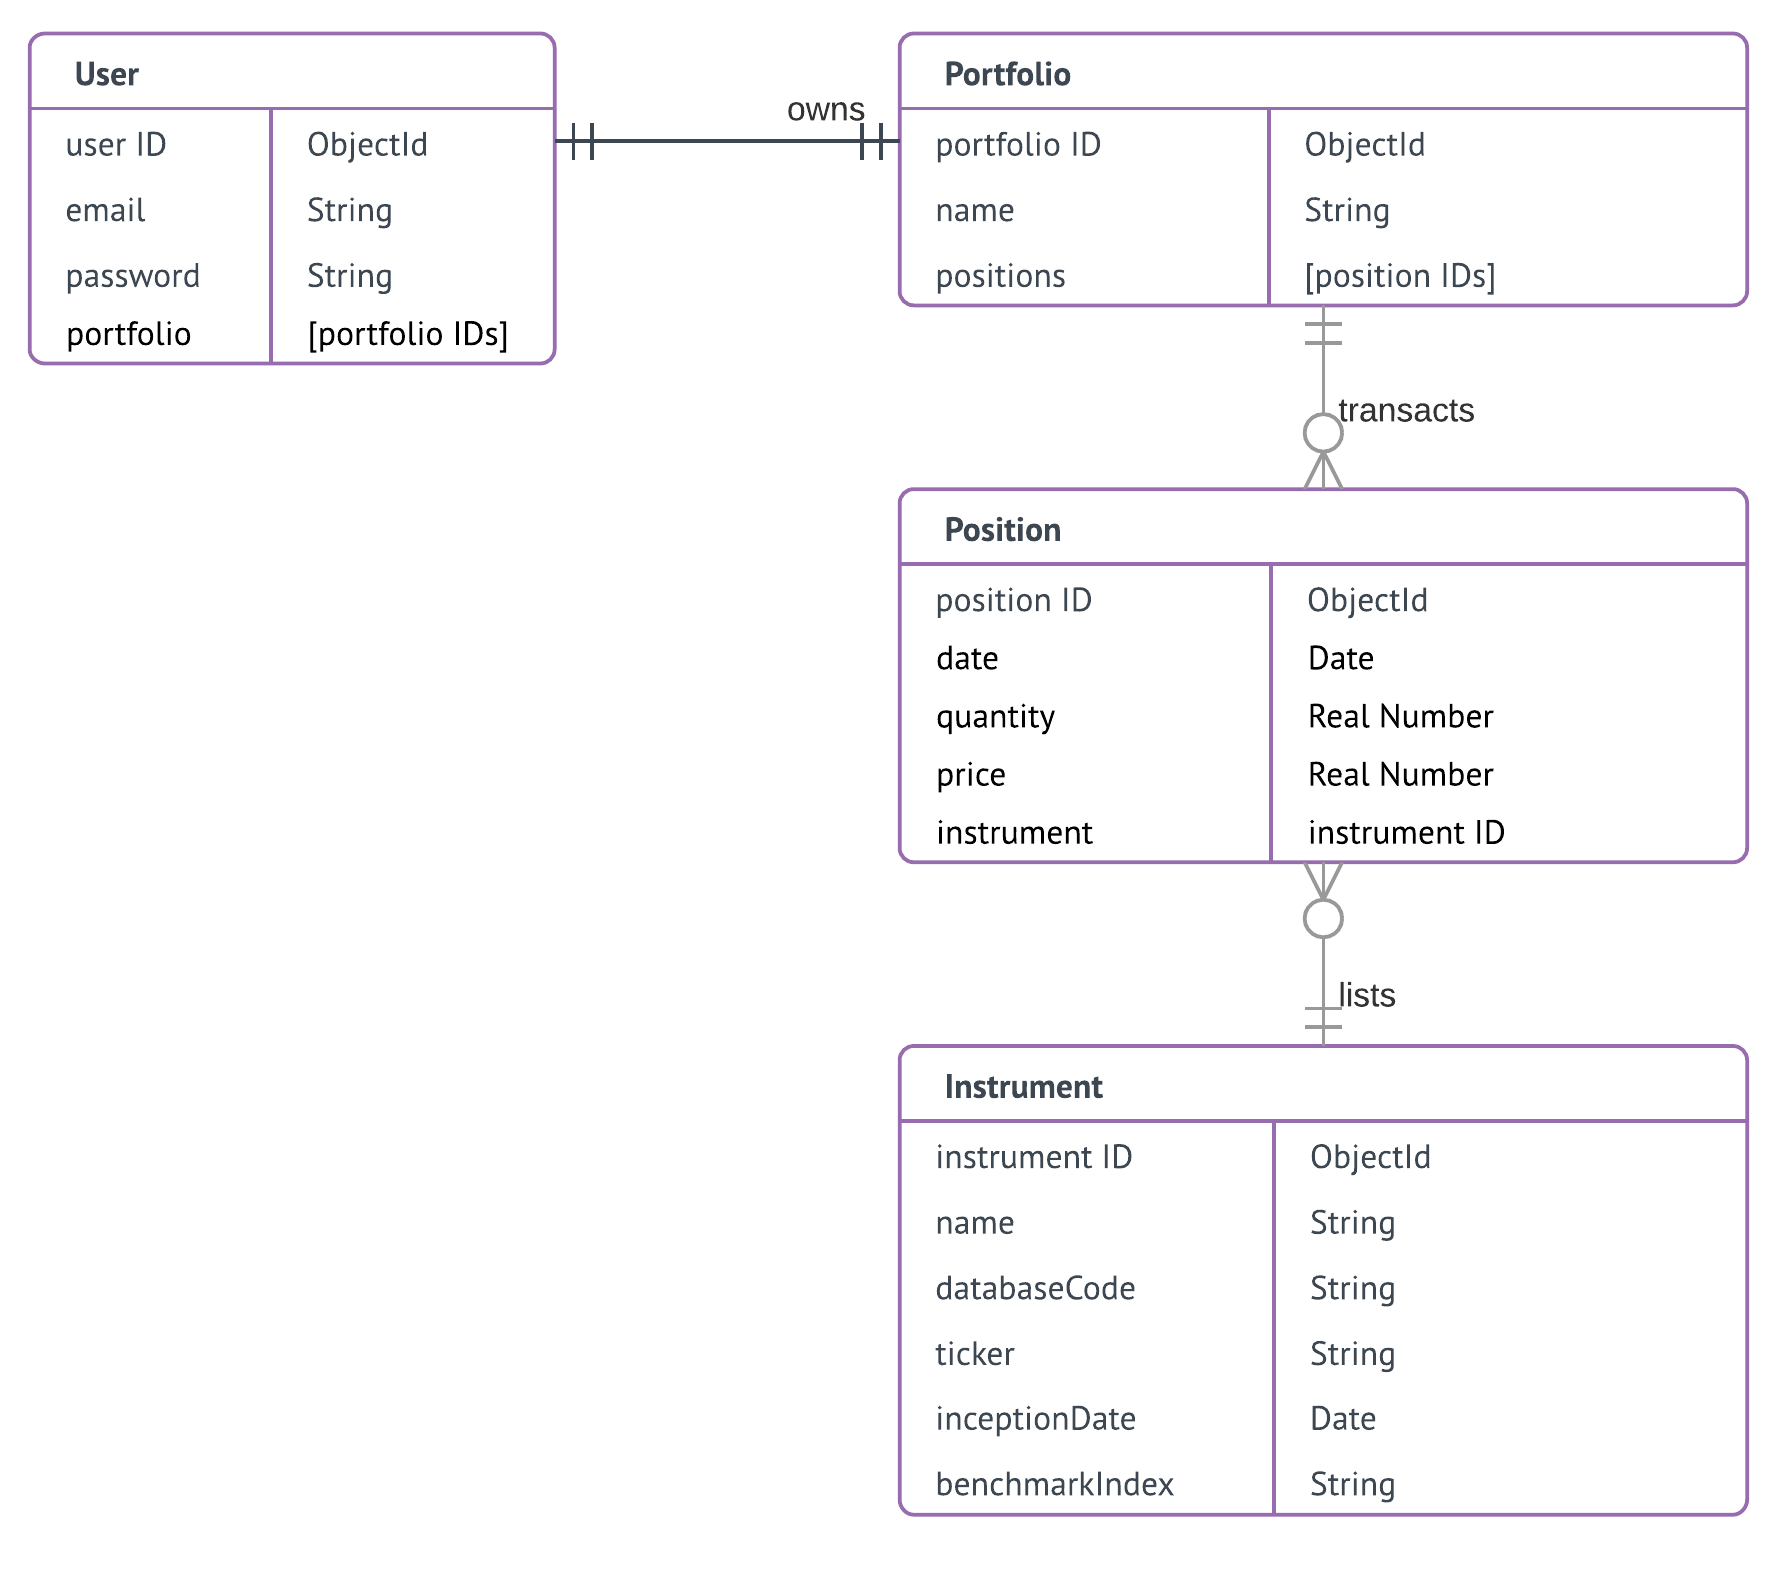 User
user ID ObjectId
email String
password String
portfolio [portfolio IDs]
owns
Portfolio
portfolio ID ObjectId
name String
positions [position IDs]
transacts
Position
position ID ObjectId
date Date
quantity Real Number
price Real Number
instrument instrument ID
lists
Instrument
instrument ID ObjectId
name String
databaseCode String
ticker String
inceptionDate Date
benchmarkIndex String